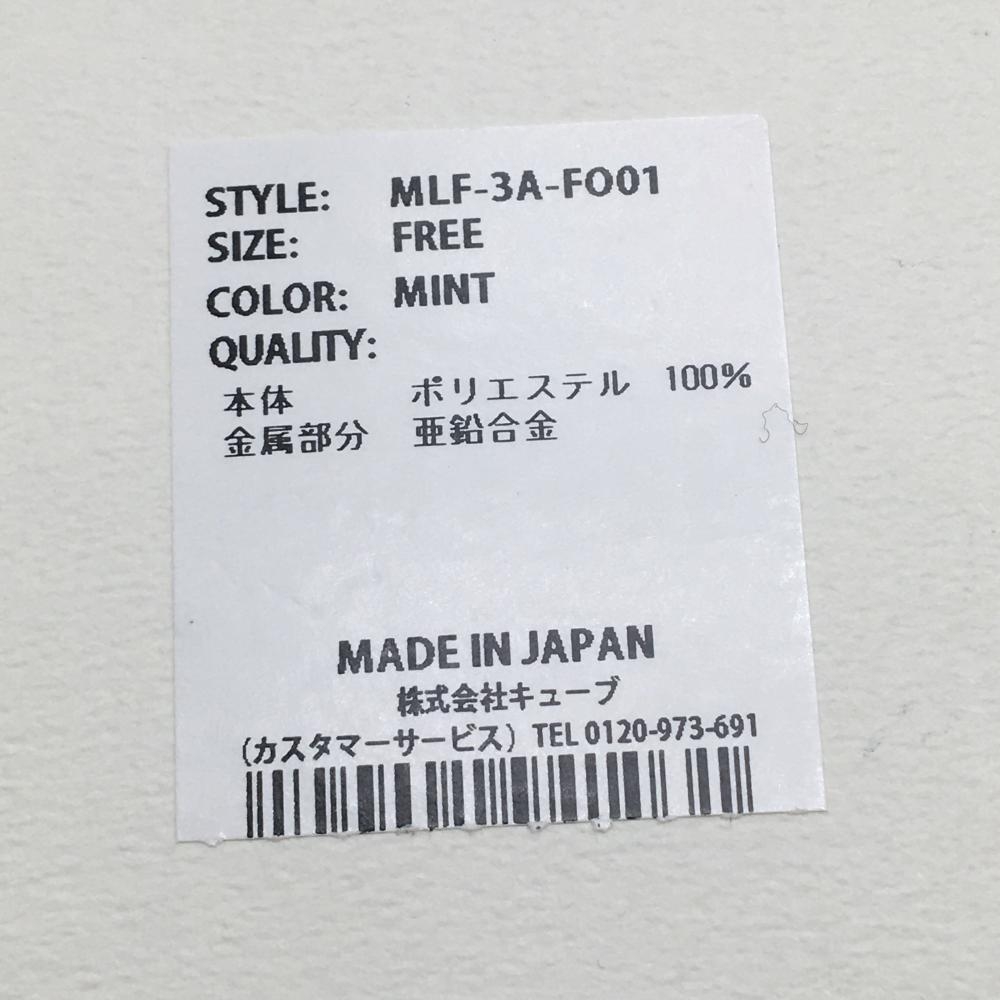 STYLE: MLF-3A-FO01
SIZE: FREE
COLOR: MINT
QUALITY:
本体 ポリエステル 100%
金属部分 亜鉛合金
MADE IN JAPAN
株式会社キューブ
(カスタマーサービス) TEL 0120-973-691